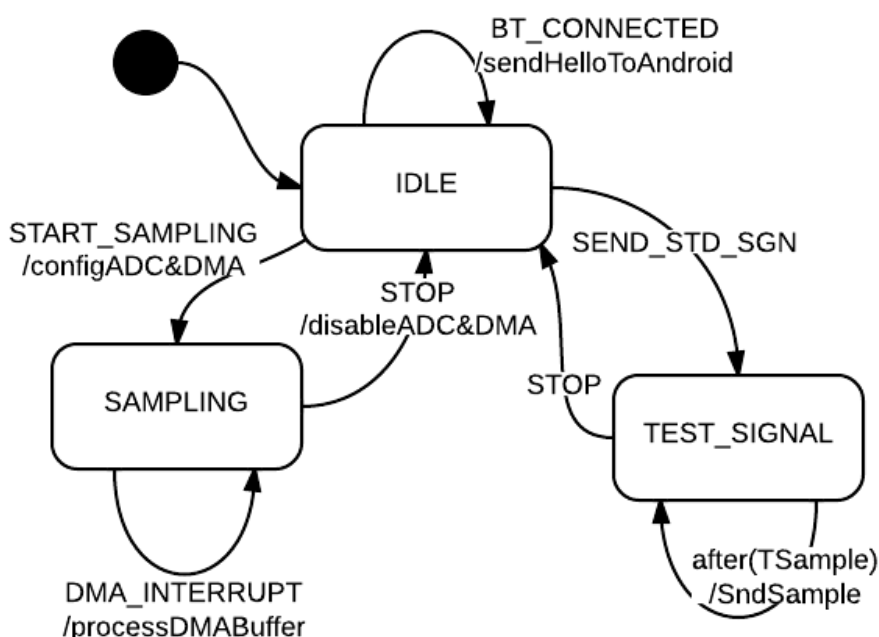 BT_CONNECTED
/sendHelloToAndroid
IDLE
START_SAMPLING
/configADC&DMA
SEND_STD_SGN
STOP
/disableADC&DMA
STOP
SAMPLING
TEST_SIGNAL
after(TSample)
/SndSample
DMA_INTERRUPT
/processDMABuffer